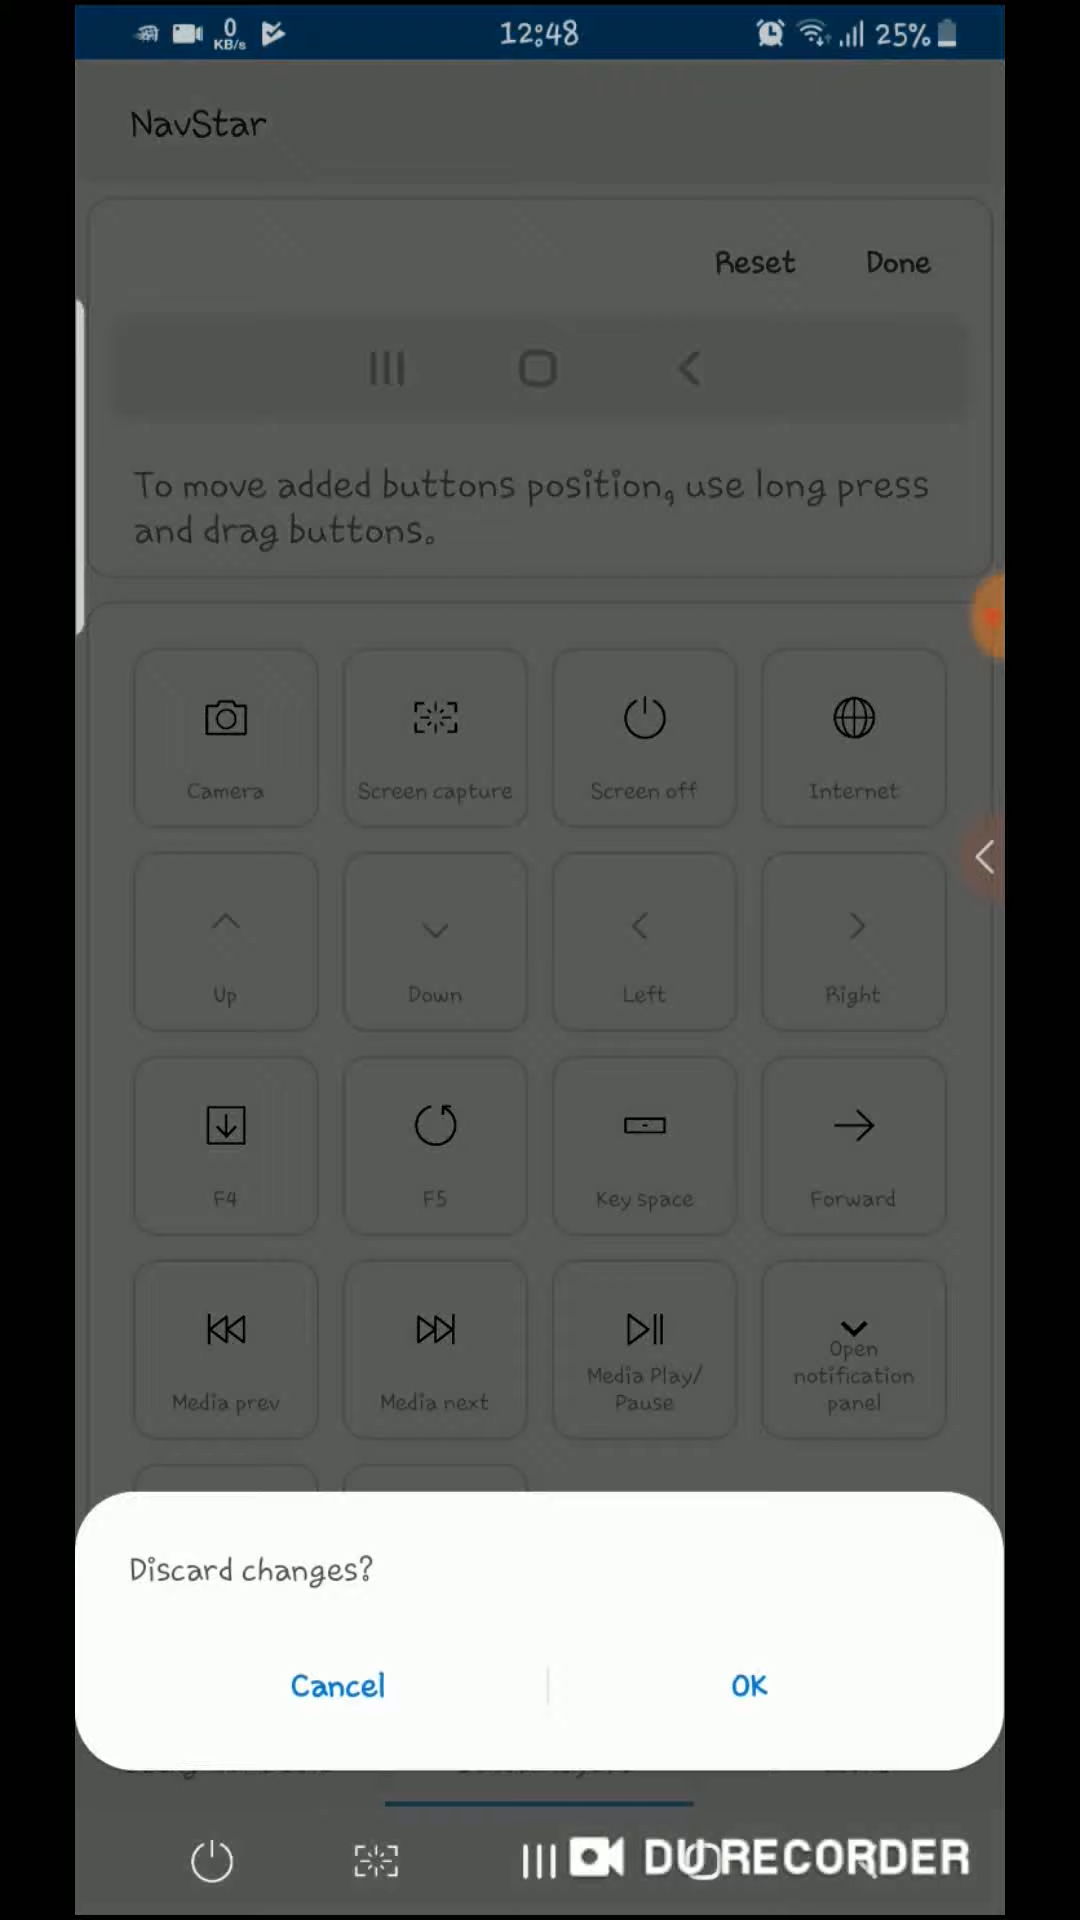 0
KB/s
12:48
25%
NavStar
Reset
Done
To move added buttons position, use long press
and drag buttons.
Camera
Screen capture
Screen off
Internet
Up
Down
Left
Right
F4
F5
Key space
Forward
Media prev
Media next
Media Play/
Pause
Open
notification
panel
Discard changes?
Cancel
OK
DU RECORDER